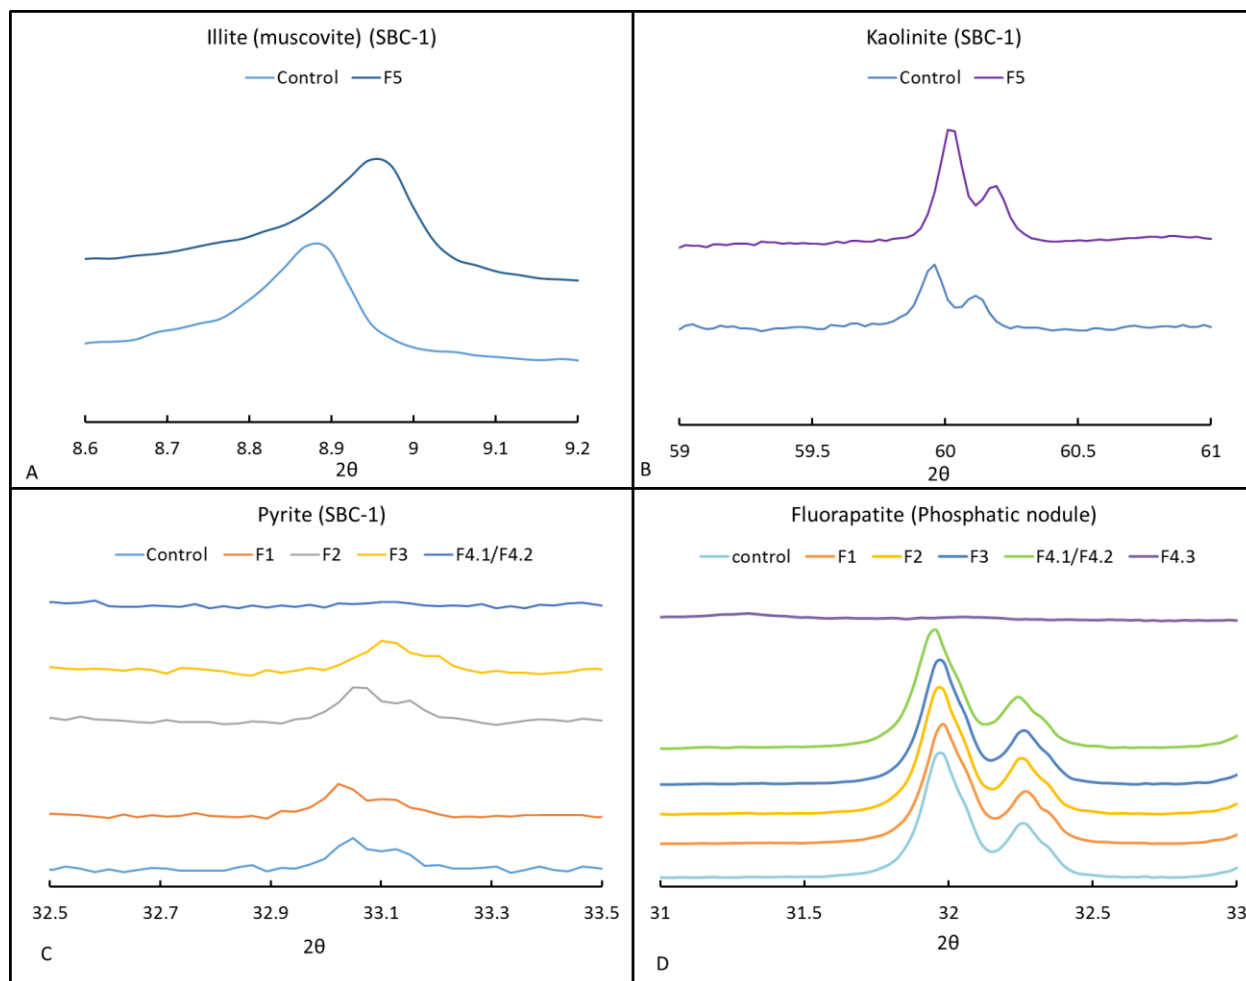 Illite (muscovite) (SBC-1)
Control F5
8.6 8.7 8.8 8.9 9 9.1 9.2
2θ
A
Kaolinite (SBC-1)
Control F5
59 59.5 60 60.5 61
2θ
B
Pyrite (SBC-1)
Control F1 F2 F3 F4.1/F4.2
32.5 32.7 32.9 33.1 33.3 33.5
2θ
C
Fluorapatite (Phosphatic nodule)
control F1 F2 F3 F4.1/F4.2 F4.3
31 31.5 32 32.5 33
2θ
D